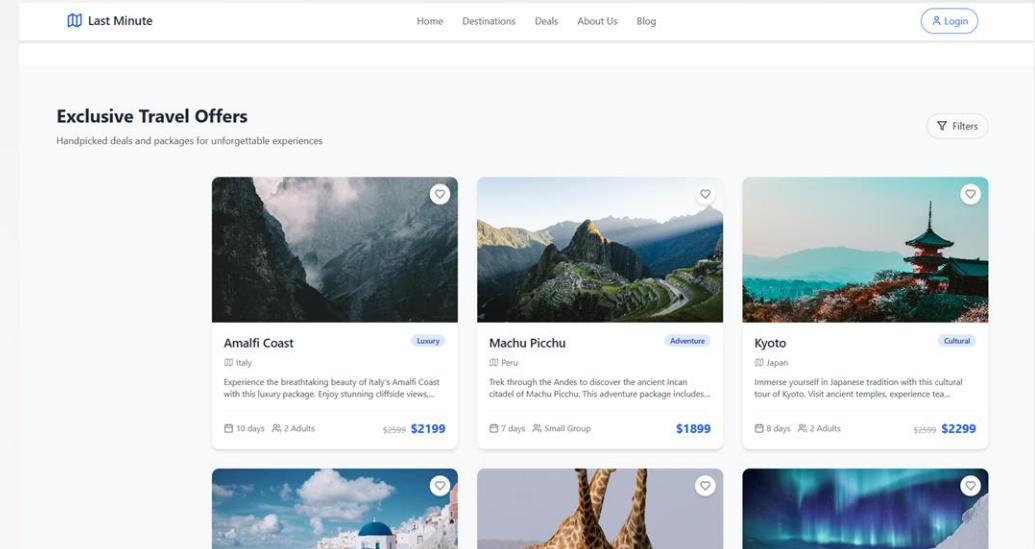 Last Minute
Home Destinations Deals About Us Blog
Login
Exclusive Travel Offers
Handpicked deals and packages for unforgettable experiences
Filters
Amalfi Coast
Luxury
Italy
Experience the breathtaking beauty of Italy's Amalfi Coast
with this luxury package. Enjoy stunning cliffside views,...
10 days 2 Adults $2599 $2199
Machu Picchu
Adventure
Peru
Trek through the Andes to discover the ancient Incan
citadel of Machu Picchu. This adventure package includes...
7 days Small Group $1899
Kyoto
Cultural
Japan
Immerse yourself in Japanese tradition with this cultural
tour of Kyoto. Visit ancient temples, experience tea...
8 days 2 Adults $2599 $2299